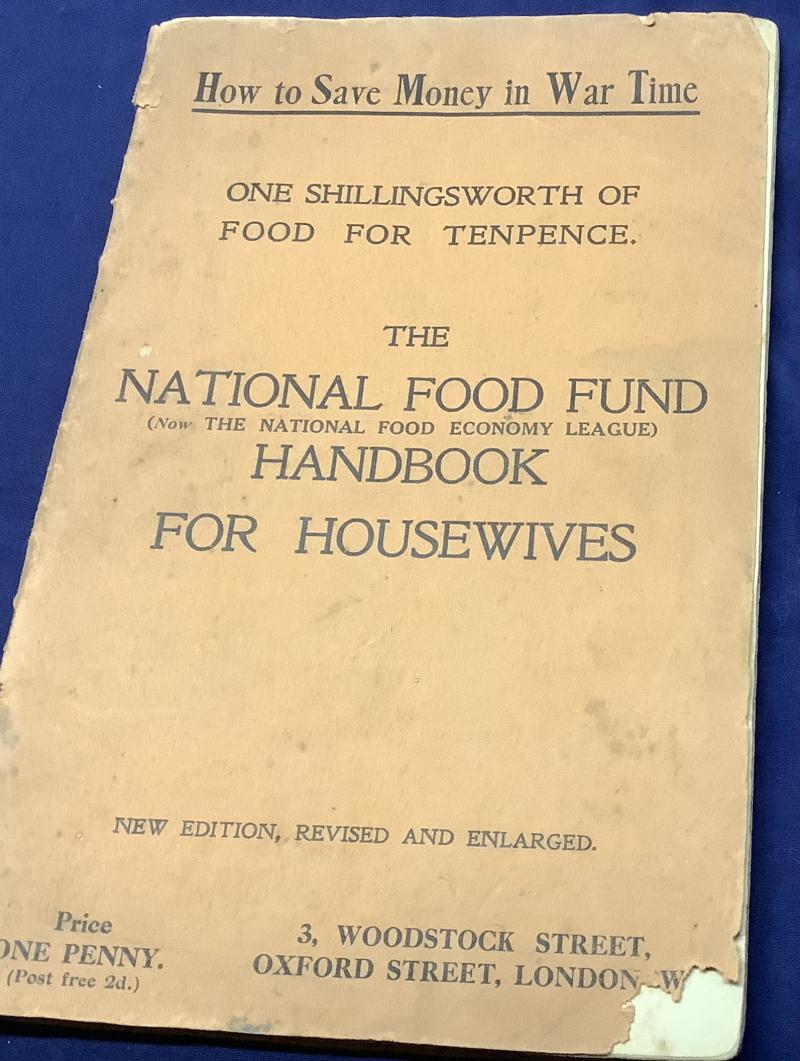 How to Save Money in War Time
ONE SHILLINGSWORTH OF
FOOD FOR TENPENCE.
THE
NATIONAL FOOD FUND
(Now THE NATIONAL FOOD ECONOMY LEAGUE)
HANDBOOK
FOR HOUSEWIVES
NEW EDITION, REVISED AND ENLARGED.
Price
ONE PENNY.
(Post free 2d.)
3, WOODSTOCK STREET,
OXFORD STREET, LONDON, W